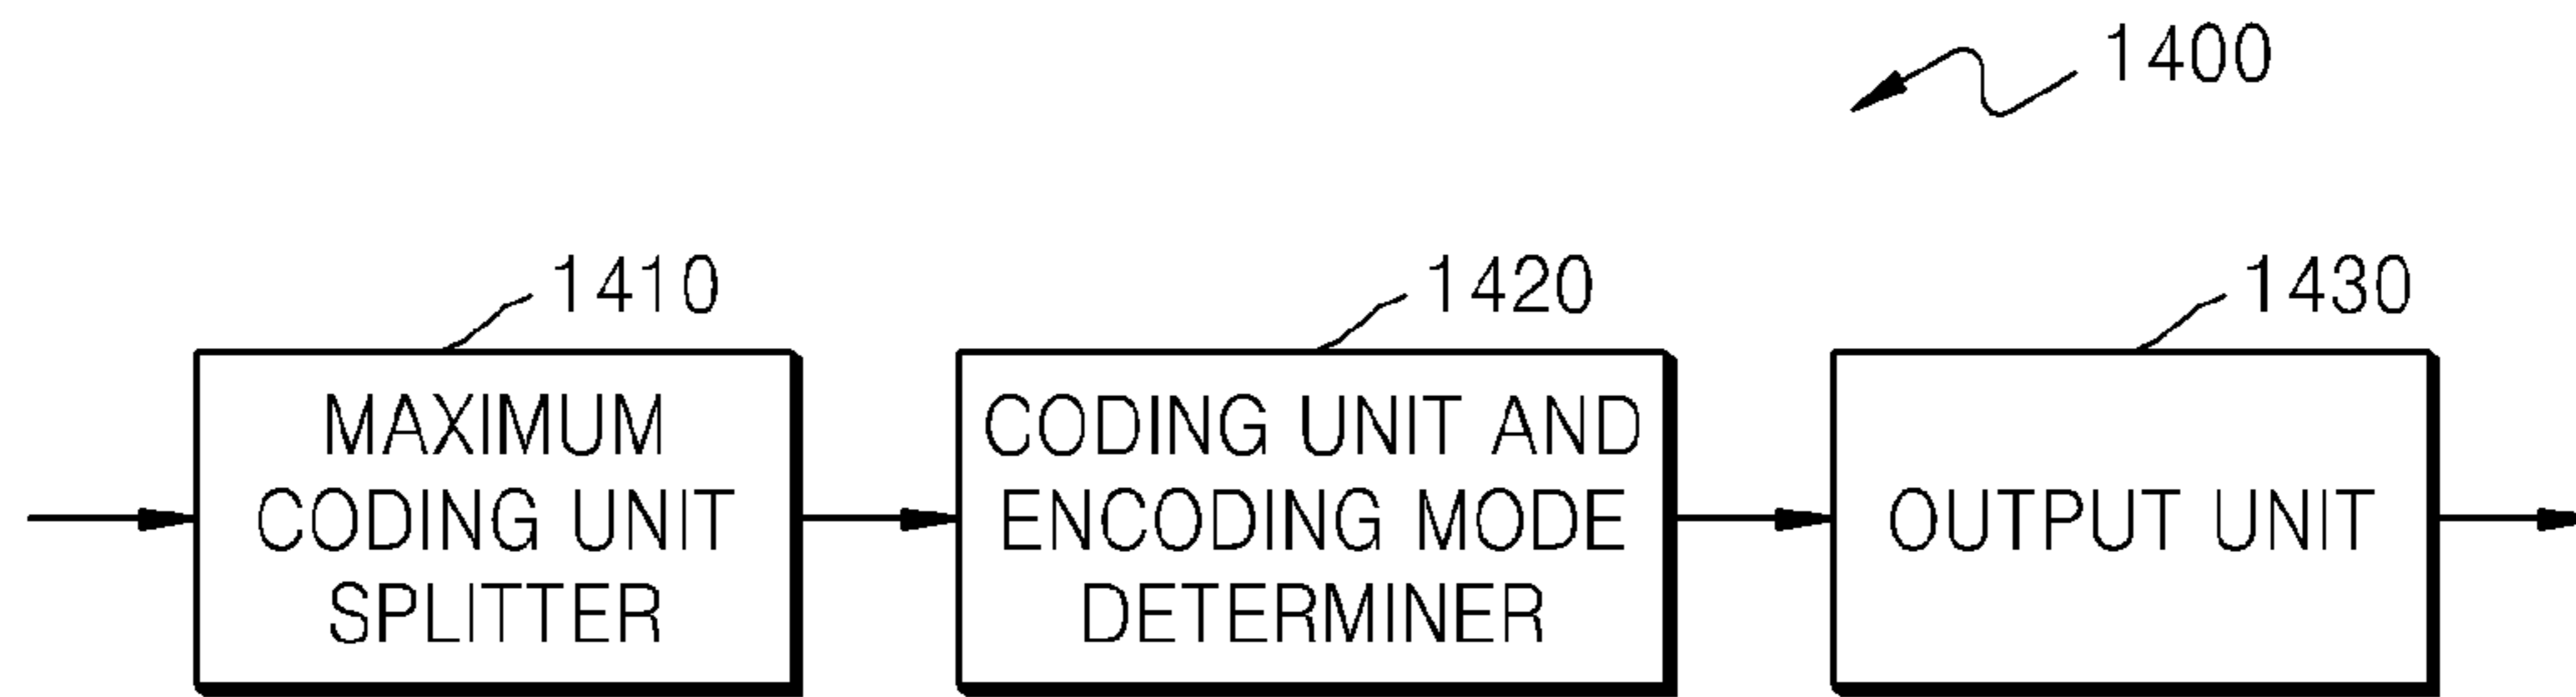 1400
1410
1420
1430
MAXIMUM
CODING UNIT
SPLITTER
CODING UNIT AND
ENCODING MODE
DETERMINER
OUTPUT UNIT